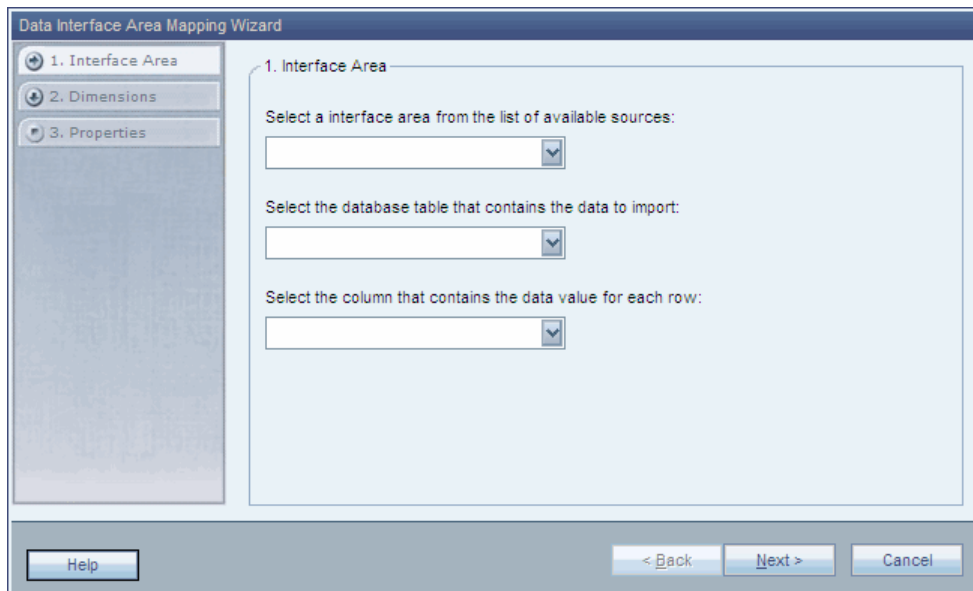 Data Interface Area Mapping Wizard
1. Interface Area
2. Dimensions
3. Properties
1. Interface Area
Select a interface area from the list of available sources:
Select the database table that contains the data to import:
Select the column that contains the data value for each row:
Help
< Back
Next >
Cancel